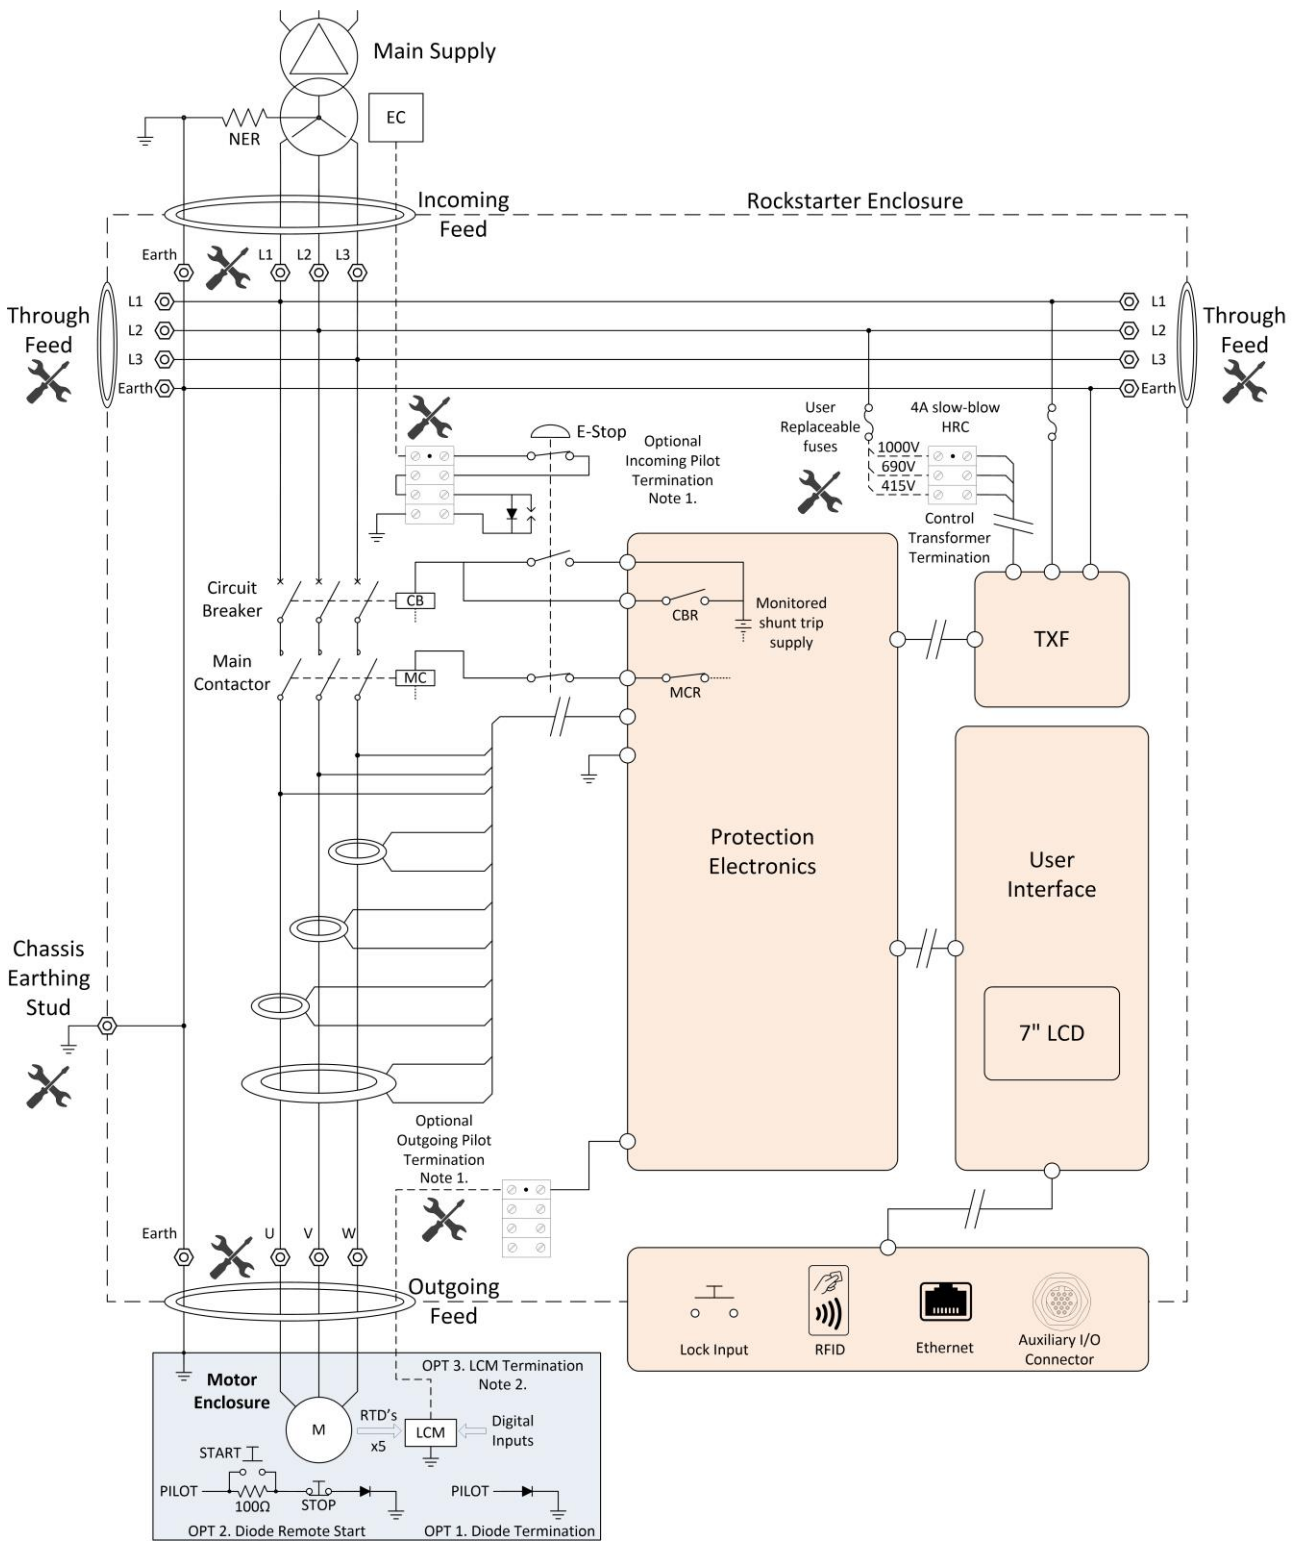 Main Supply
EC
NER
Incoming
Feed
Rockstarter Enclosure
Earth
L1
L2
L3
L1
L2
L3
Earth
Through
Feed
L1
L2
L3
Earth
Through
Feed
E-Stop
Optional
Incoming Pilot
Termination
Note 1.
User
Replaceable
fuses
4A slow-blow
HRC
1000V
690V
415V
Control
Transformer
Termination
Circuit
Breaker
CB
CBR
Monitored
shunt trip
supply
TXF
Main
Contactor
MC
MCR
Protection
Electronics
User
Interface
7" LCD
Chassis
Earthing
Stud
Optional
Outgoing Pilot
Termination
Note 1.
Earth
U
V
W
Outgoing
Feed
Lock Input
RFID
Ethernet
Auxiliary I/O
Connector
Motor
Enclosure
OPT 3. LCM Termination
Note 2.
M
RTD's
x5
LCM
Digital
Inputs
START
PILOT
100Ω
STOP
OPT 2. Diode Remote Start
PILOT
OPT 1. Diode Termination